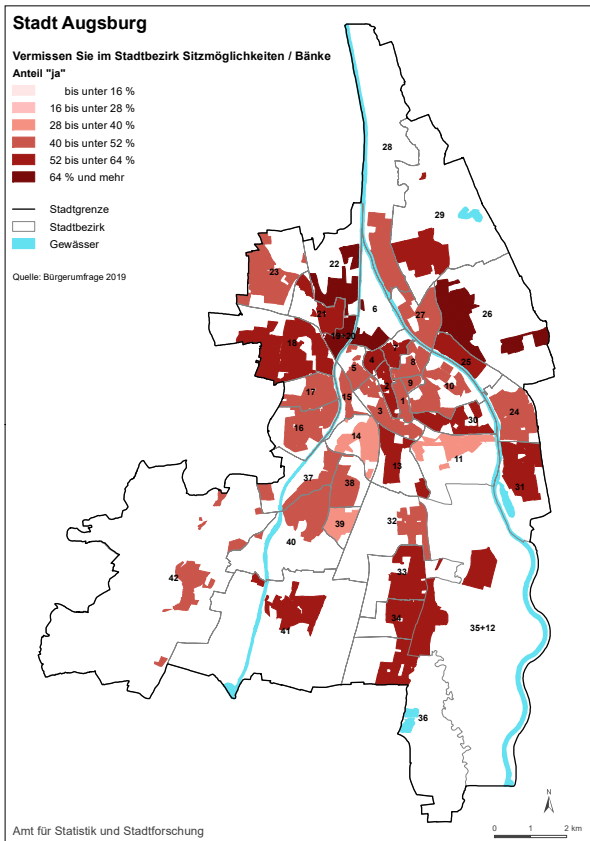 Stadt Augsburg
Vermissen Sie im Stadtbezirk Sitzmöglichkeiten / Bänke
Anteil "ja"
bis unter 16 %
16 bis unter 28 %
28 bis unter 40 %
40 bis unter 52 %
52 bis unter 64 %
64 % und mehr
Stadtgrenze
Stadtbezirk
Gewässer
Quelle: Bürgerumfrage 2019
28
29
22
23
6
26
27
21
19+20
18
7
4
8
25
5
2
9
10
17
15
1
3
24
30
16
14
11
13
31
37
38
39
32
40
33
42
34
41
35+12
36
N
Amt für Statistik und Stadtforschung
0 1 2 km